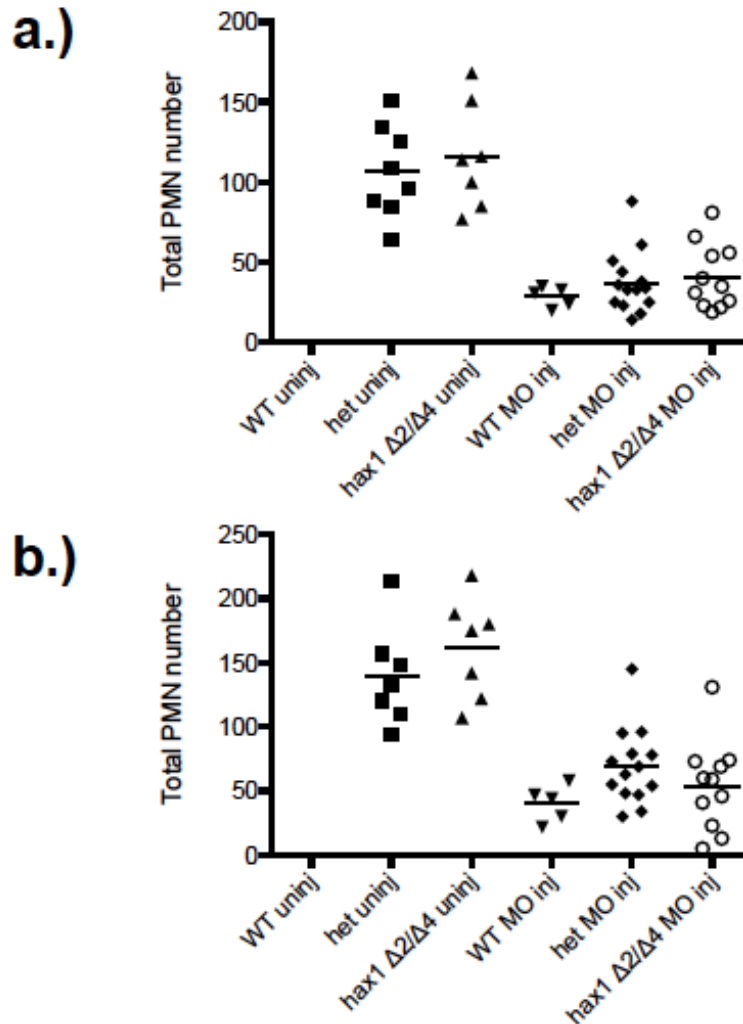 a.)
Total PMN number
200
150
100
50
0
WT uninj
het uninj
hax1 Δ2/Δ4 uninj
WT MO inj
het MO inj
hax1 Δ2/Δ4 MO inj
b.)
Total PMN number
250
200
150
100
50
0
WT uninj
het uninj
hax1 Δ2/Δ4 uninj
WT MO inj
het MO inj
hax1 Δ2/Δ4 MO inj